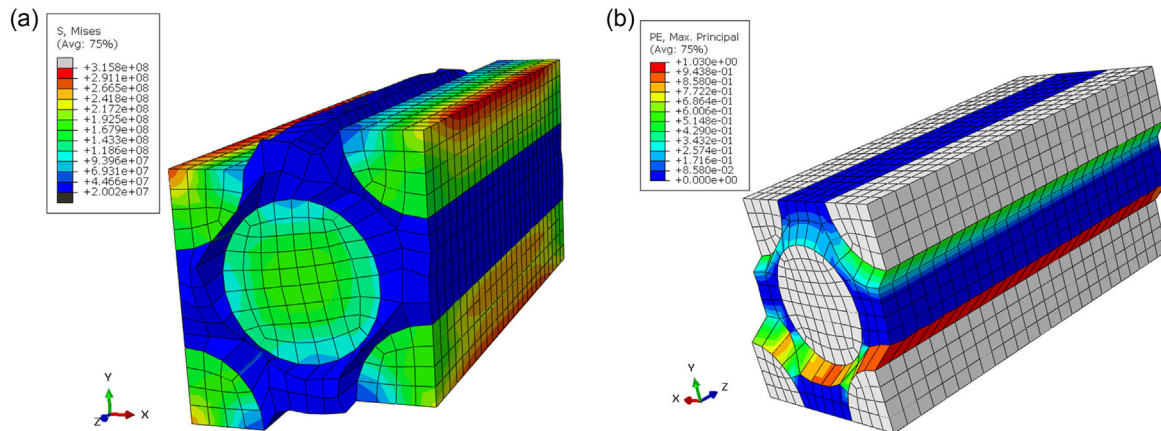 (a)
S, Mises
(Avg: 75%)
+3.158e+08
+2.911e+08
+2.665e+08
+2.418e+08
+2.172e+08
+1.925e+08
+1.679e+08
+1.433e+08
+1.186e+08
+9.396e+07
+6.931e+07
+4.466e+07
+2.002e+07
Y
Z
X
(b)
PE, Max. Principal
(Avg: 75%)
+1.030e+00
+9.438e-01
+8.580e-01
+7.722e-01
+6.864e-01
+6.006e-01
+5.148e-01
+4.290e-01
+3.432e-01
+2.574e-01
+1.716e-01
+8.580e-02
+0.000e+00
Y
Z
X